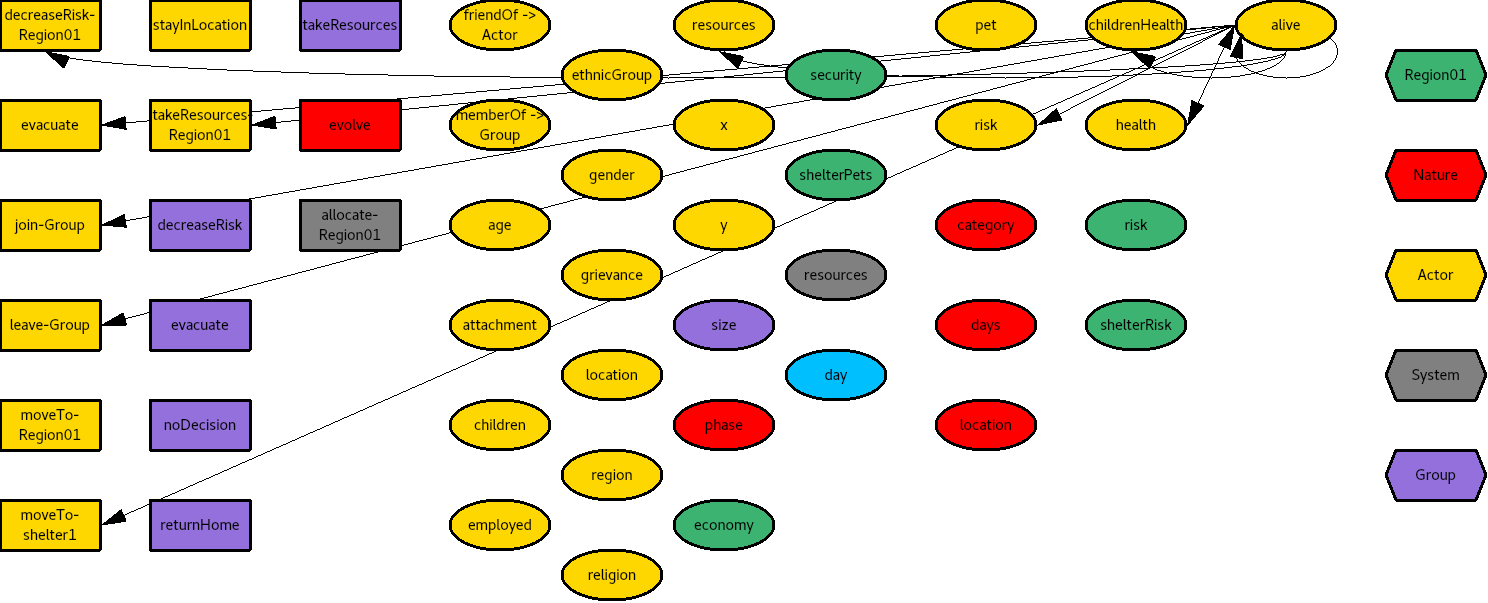 decreaseRisk-
Region01
stayInLocation
takeResources
friendOf ->
Actor
resources
pet
childrenHealth
alive
ethnicGroup
security
Region01
evacuate
takeResources-
Region01
evolve
memberOf ->
Group
x
risk
health
gender
shelterPets
Nature
join-Group
decreaseRisk
allocate-
Region01
age
y
category
risk
grievance
resources
Actor
leave-Group
evacuate
attachment
size
days
shelterRisk
location
day
System
moveTo-
Region01
noDecision
children
phase
location
region
Group
moveTo-
shelter1
returnHome
employed
economy
religion